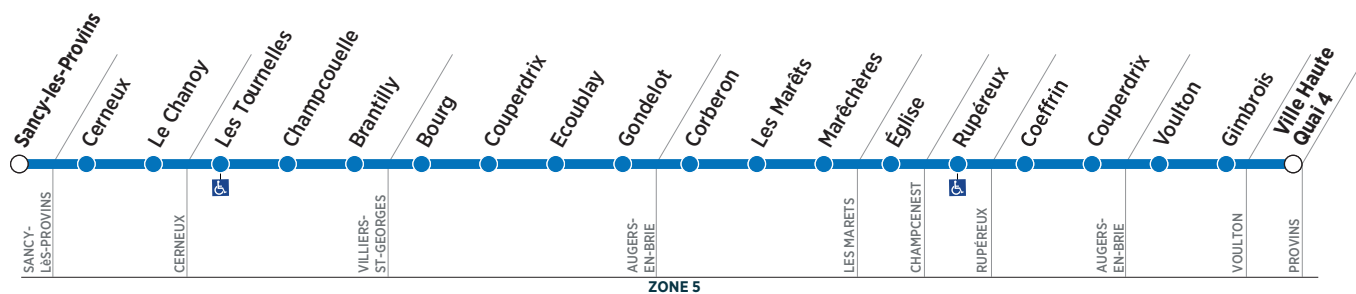 Sancy-les-Provins
Cerneux
Le Chanoy
Les Tournelles
Champcouelle
Brantilly
Bourg
Couperdrix
Ecoublay
Gondelot
Corberon
Les Marêts
Marêchères
Église
Rupéreux
Coeffrin
Couperdrix
Voulton
Gimbrois
Ville Haute
Quai 4
SANCY-
LèS-PROVINS
CERNEUX
VILLIERS-
ST-GEORGES
AUGERS-
EN-BRIE
LES MARETS
CHAMPCENEST
RUPÉREUX
AUGERS-
EN-BRIE
VOULTON
PROVINS
ZONE 5